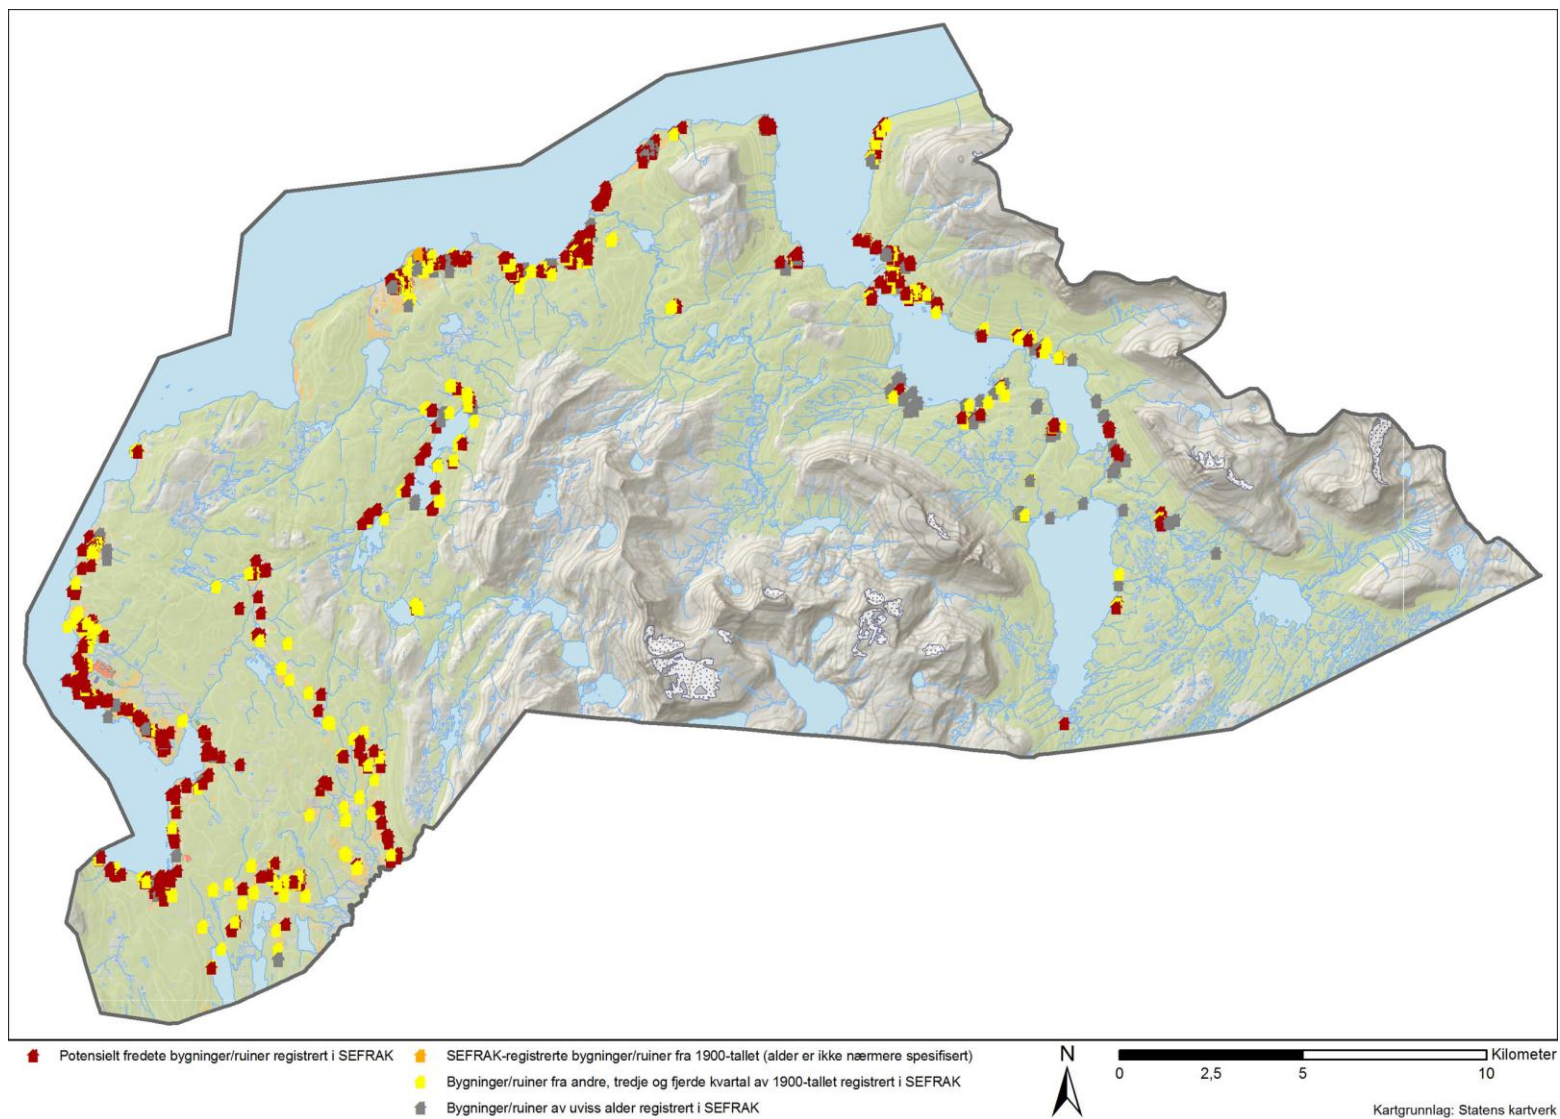 Potensielt fredete bygninger/ruiner registrert i SEFRAK
SEFRAK-registrerte bygninger/ruiner fra 1900-tallet (alder er ikke nærmere spesifisert)
Bygninger/ruiner fra andre, tredje og fjerde kvartal av 1900-tallet registrert i SEFRAK
Bygninger/ruiner av uviss alder registrert i SEFRAK
N
Kilometer
0 2,5 5 10
Kartgrunnlag: Statens kartverk